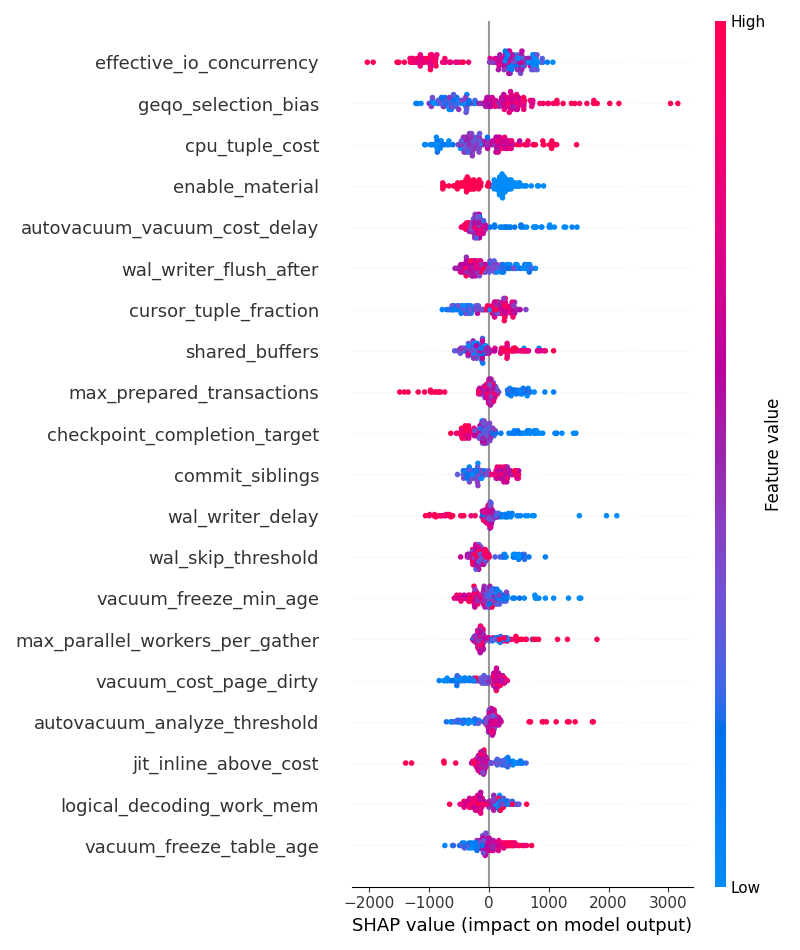 High
effective_io_concurrency
geqo_selection_bias
cpu_tuple_cost
enable_material
autovacuum_vacuum_cost_delay
wal_writer_flush_after
cursor_tuple_fraction
shared_buffers
max_prepared_transactions
checkpoint_completion_target
commit_siblings
wal_writer_delay
wal_skip_threshold
vacuum_freeze_min_age
max_parallel_workers_per_gather
vacuum_cost_page_dirty
autovacuum_analyze_threshold
jit_inline_above_cost
logical_decoding_work_mem
vacuum_freeze_table_age
Feature value
Low
−2000 −1000 0 1000 2000 3000
SHAP value (impact on model output)